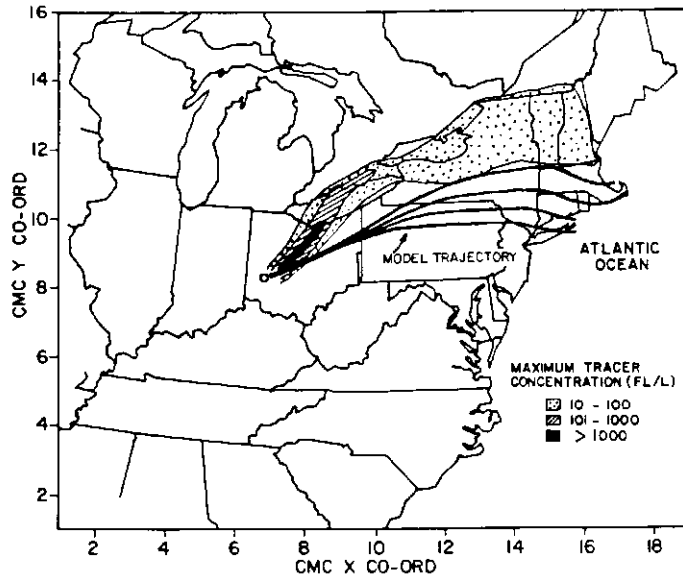 16
14
12
10
8
6
4
2
CMC Y CO-ORD
MODEL TRAJECTORY
ATLANTIC
OCEAN
MAXIMUM TRACER
CONCENTRATION (FL/L)
10 - 100
101 - 1000
> 1000
2 4 6 8 10 12 14 16 18
CMC X CO-ORD